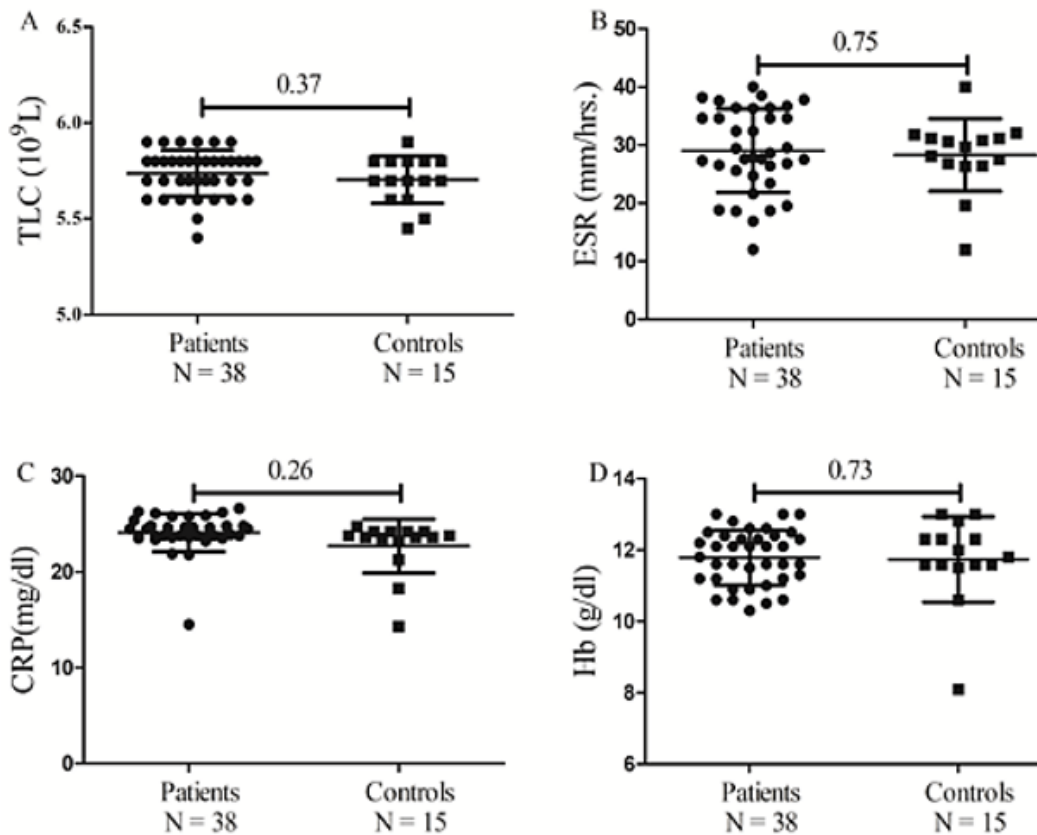 A
TLC (10⁹L)
6.5
6.0
5.5
5.0
0.37
Patients
N = 38
Controls
N = 15
B
ESR (mm/hrs.)
50
40
30
20
10
0
0.75
Patients
N = 38
Controls
N = 15
C
CRP(mg/dl)
30
20
10
0
0.26
Patients
N = 38
Controls
N = 15
D
Hb (g/dl)
14
12
10
8
6
0.73
Patients
N = 38
Controls
N = 15